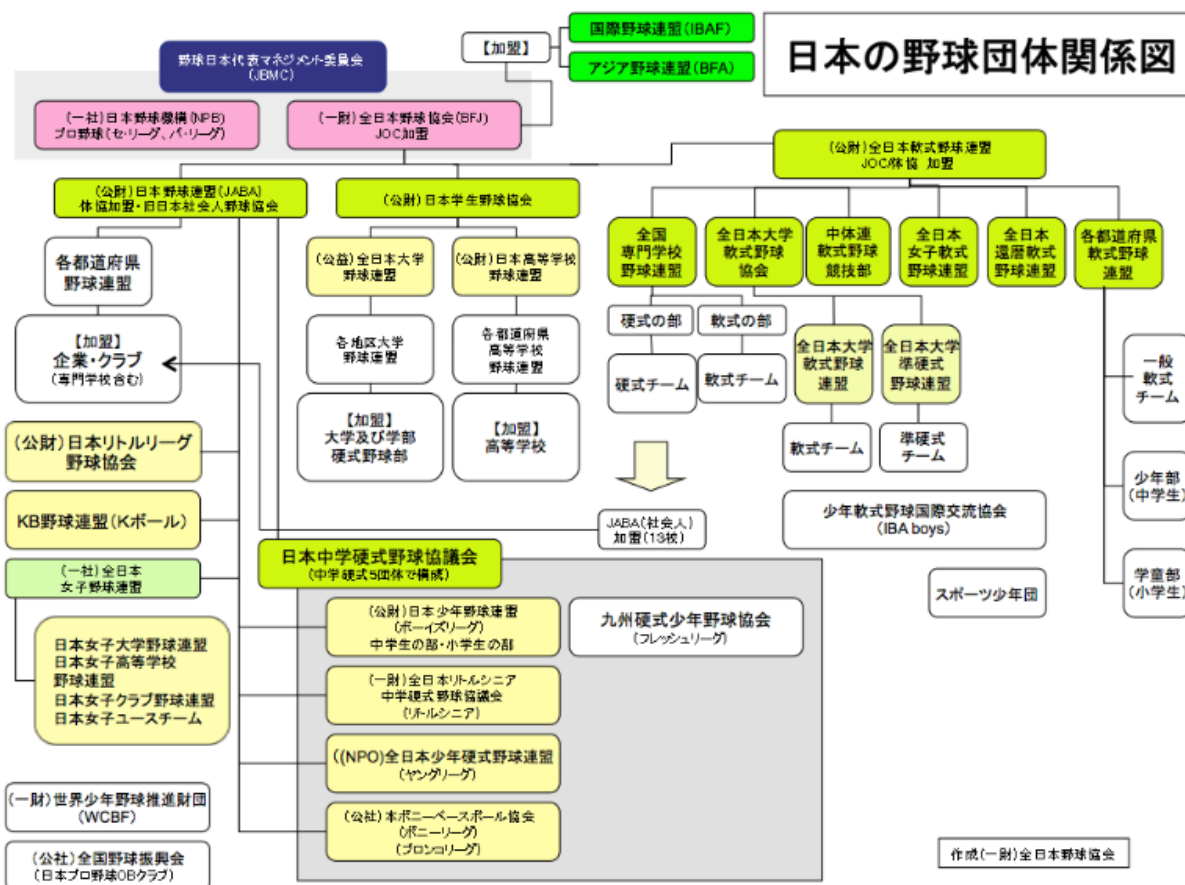 日本の野球団体関係図
国際野球連盟(IBAF)
アジア野球連盟(BFA)
【加盟】
野球日本代表マネジメント委員会
(JBMC)
(一社)日本野球機構(NPB)
プロ野球(セ・リーグ、パ・リーグ)
(一財)全日本野球協会(BFJ)
JOC加盟
(公財)全日本軟式野球連盟
JOC/体協 加盟
(公財)日本野球連盟(JABA)
体協加盟・旧日本社会人野球協会
(公財)日本学生野球協会
各都道府県
野球連盟
【加盟】
企業・クラブ
(専門学校含む)
(公益)全日本大学
野球連盟
(公財)日本高等学校
野球連盟
各地区大学
野球連盟
各都道府県
高等学校
野球連盟
【加盟】
大学及び学部
硬式野球部
【加盟】
高等学校
全国
専門学校
野球連盟
全日本大学
軟式野球
協会
中体連
軟式野球
競技部
全日本
女子軟式
野球連盟
全日本
還暦軟式
野球連盟
各都道府県
軟式野球
連盟
硬式の部
軟式の部
硬式チーム
軟式チーム
全日本大学
軟式野球
連盟
全日本大学
準硬式
野球連盟
軟式チーム
準硬式
チーム
一般
軟式
チーム
少年部
(中学生)
学童部
(小学生)
JABA(社会人)
加盟(13校)
少年軟式野球国際交流協会
(IBA boys)
スポーツ少年団
(公財)日本リトルリーグ
野球協会
KB野球連盟(Kボール)
(一社)全日本
女子野球連盟
日本女子大学野球連盟
日本女子高等学校
野球連盟
日本女子クラブ野球連盟
日本女子ユースチーム
(一財)世界少年野球推進財団
(WCBF)
(公社)全国野球振興会
(日本プロ野球OBクラブ)
日本中学硬式野球協議会
(中学硬式5団体で構成)
(公財)日本少年野球連盟
(ボーイズリーグ)
中学生の部・小学生の部
九州硬式少年野球協会
(フレッシュリーグ)
(一財)全日本リトルシニア
中学硬式野球協議会
(リトルシニア)
((NPO)全日本少年硬式野球連盟
(ヤングリーグ)
(公社)本ポニーベースボール協会
(ポニーリーグ)
(ブロンコリーグ)
作成(一財)全日本野球協会